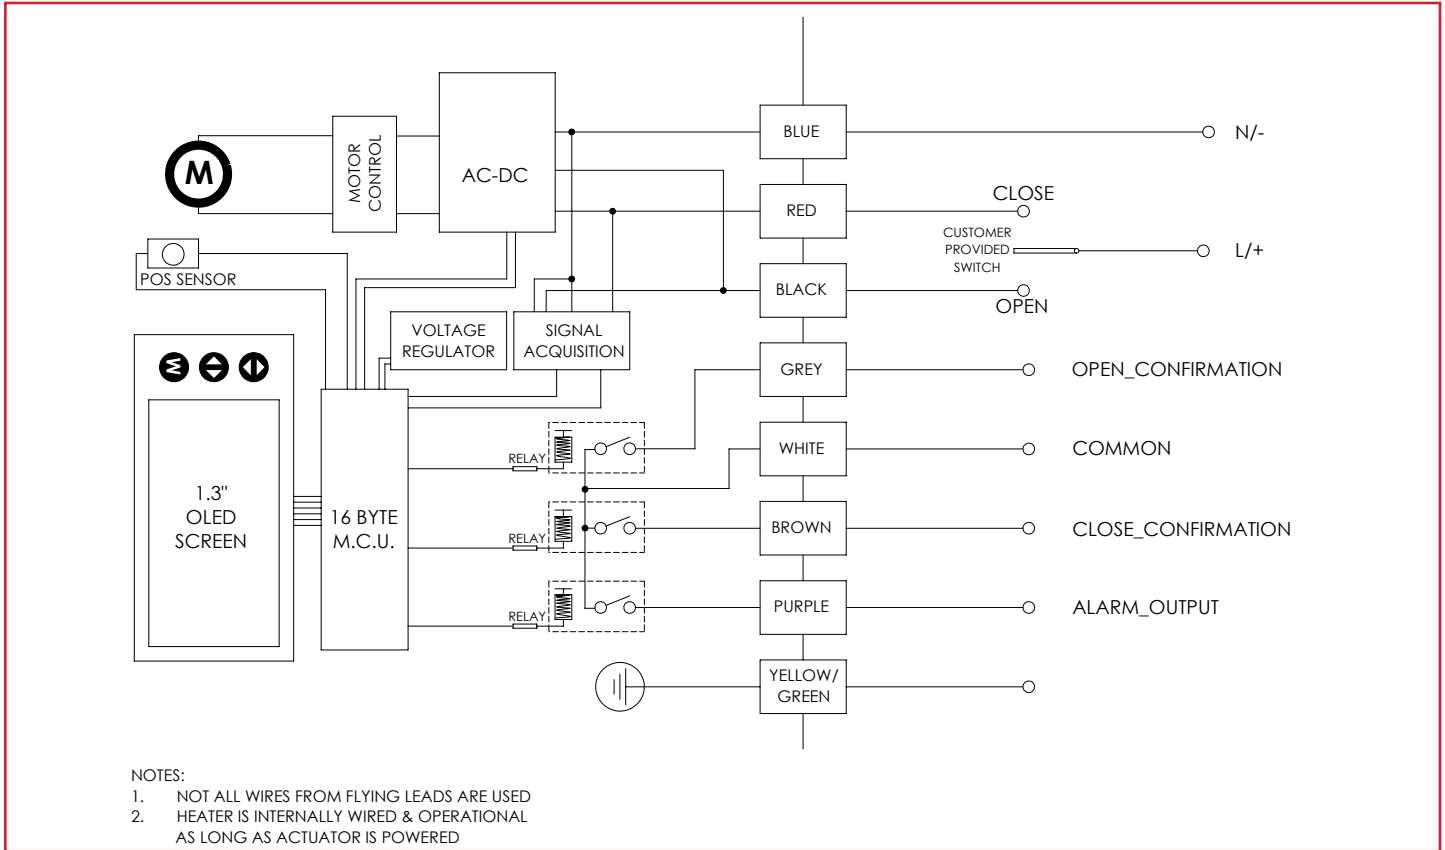 BLUE
N/-
M
MOTOR
CONTROL
AC-DC
RED
CLOSE
CUSTOMER
PROVIDED
SWITCH
L/+
POS SENSOR
BLACK
OPEN
VOLTAGE
REGULATOR
SIGNAL
ACQUISITION
GREY
OPEN_CONFIRMATION
M
RELAY
WHITE
COMMON
1.3"
OLED
SCREEN
16 BYTE
M.C.U.
RELAY
BROWN
CLOSE_CONFIRMATION
RELAY
PURPLE
ALARM_OUTPUT
YELLOW/
GREEN
NOTES:
1. NOT ALL WIRES FROM FLYING LEADS ARE USED
2. HEATER IS INTERNALLY WIRED & OPERATIONAL
AS LONG AS ACTUATOR IS POWERED